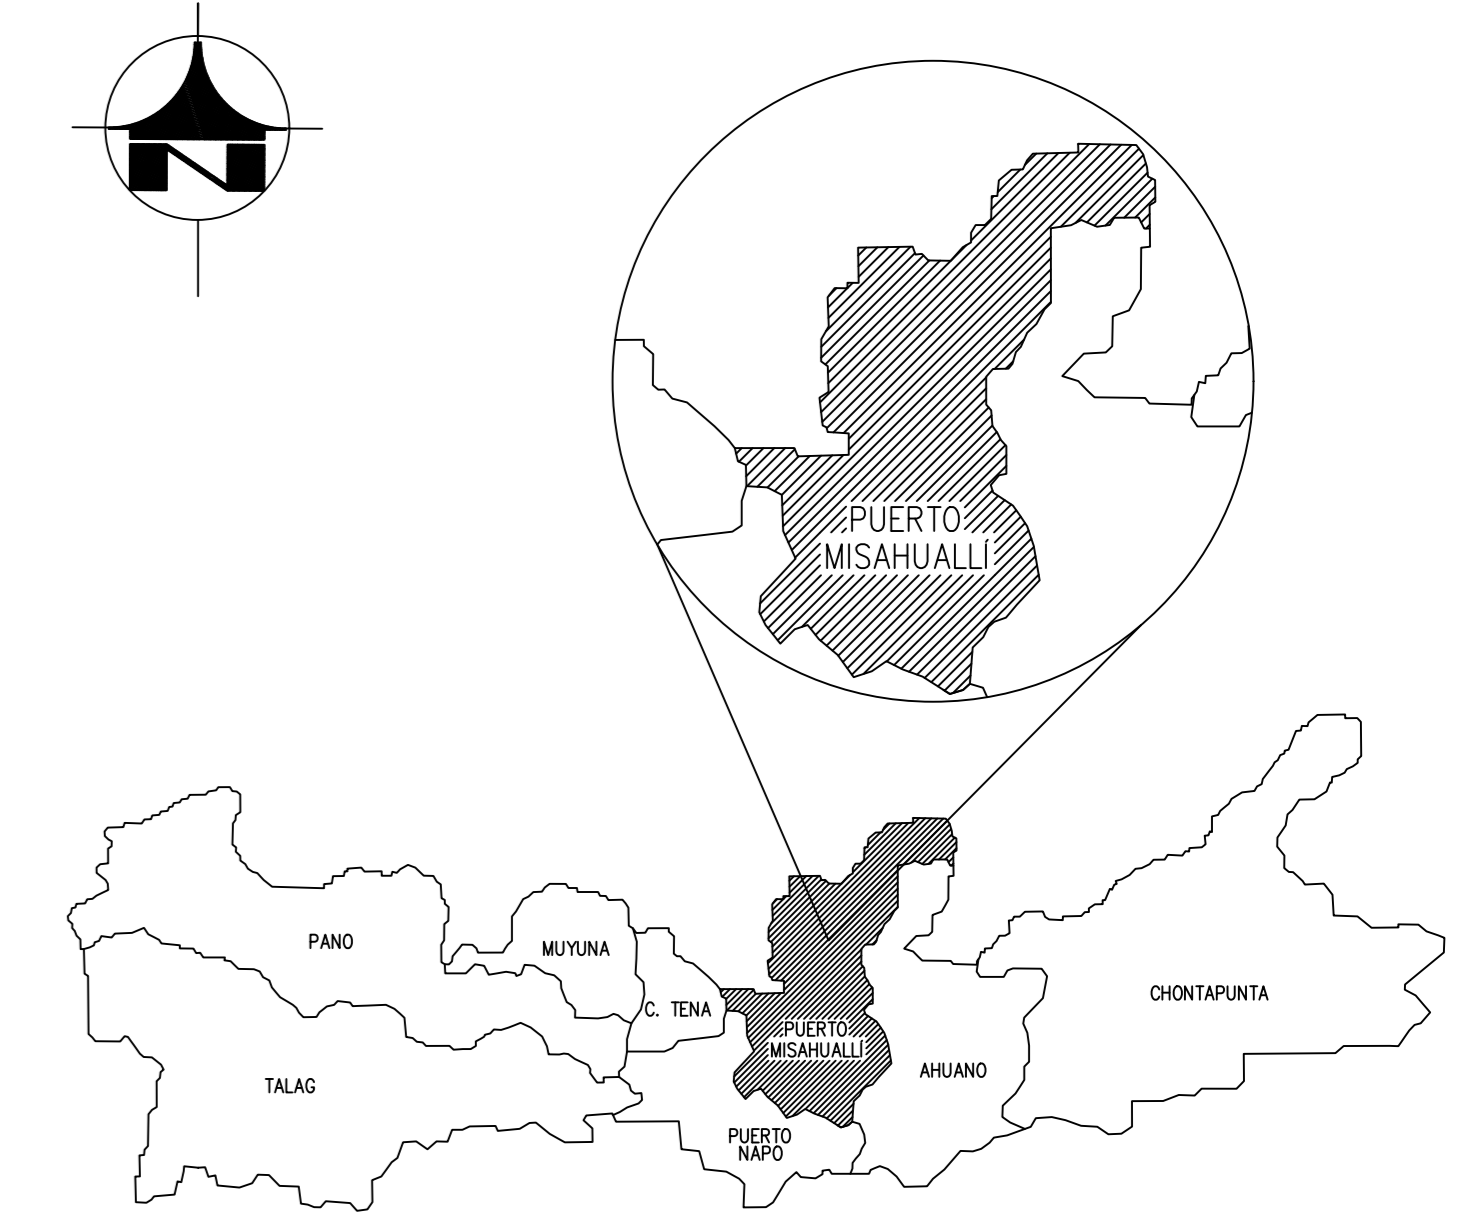 N
PUERTO
MISAHUALLÍ
PANO
MUYUNA
C. TENA
CHONTAPUNTA
PUERTO
MISAHUALLÍ
AHUANO
TALAG
PUERTO
NAPO